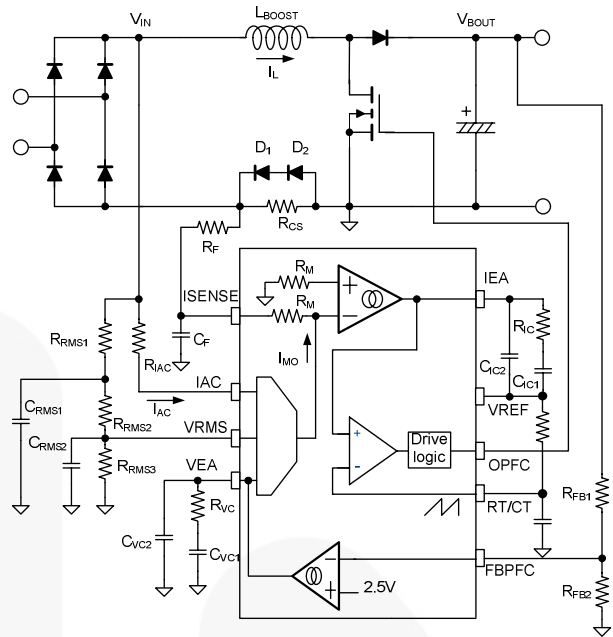 VIN
LBOOST
VBOUT
IL
+
D1
D2
RCS
RF
RM
+
IEA
ISENSE
RM
−
RIC
RRMS1
RIAC
CF
IMO
CIC2
CIC1
IAC
VREF
CRMS1
IAC
RRMS2
VRMS
+
Drive
logic
CRMS2
OPFC
RRMS3
VEA
-
RT/CT
RFB1
RVC
CVC2
CVC1
−
FBPFC
2.5V
+
RFB2